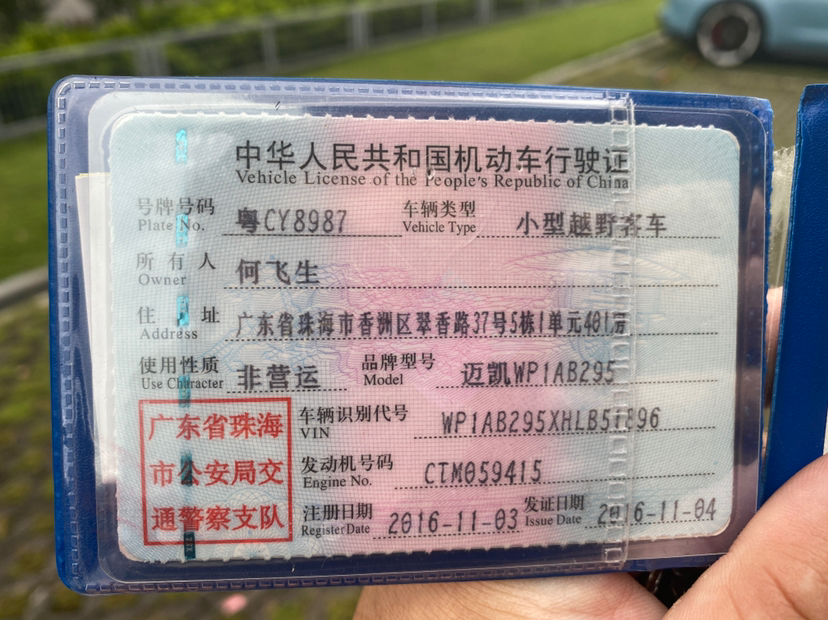 中华人民共和国机动车行驶证
Vehicle License of the People's Republic of China
号牌号码 粤CY8987 车辆类型 小型越野客车
Plate No. Vehicle Type
所有人 何飞生
Owner
住址 广东省珠海市香洲区翠香路37号5栋1单元401房
Address
使用性质 非营运 品牌型号 迈凯WP1AB295
Use Character Model
广东省珠海
市公安局交
通警察支队
车辆识别代号 WP1AB295XHLB51896
VIN
发动机号码 CTM059415
Engine No.
注册日期 2016-11-03 发证日期 2016-11-04
Register Date Issue Date